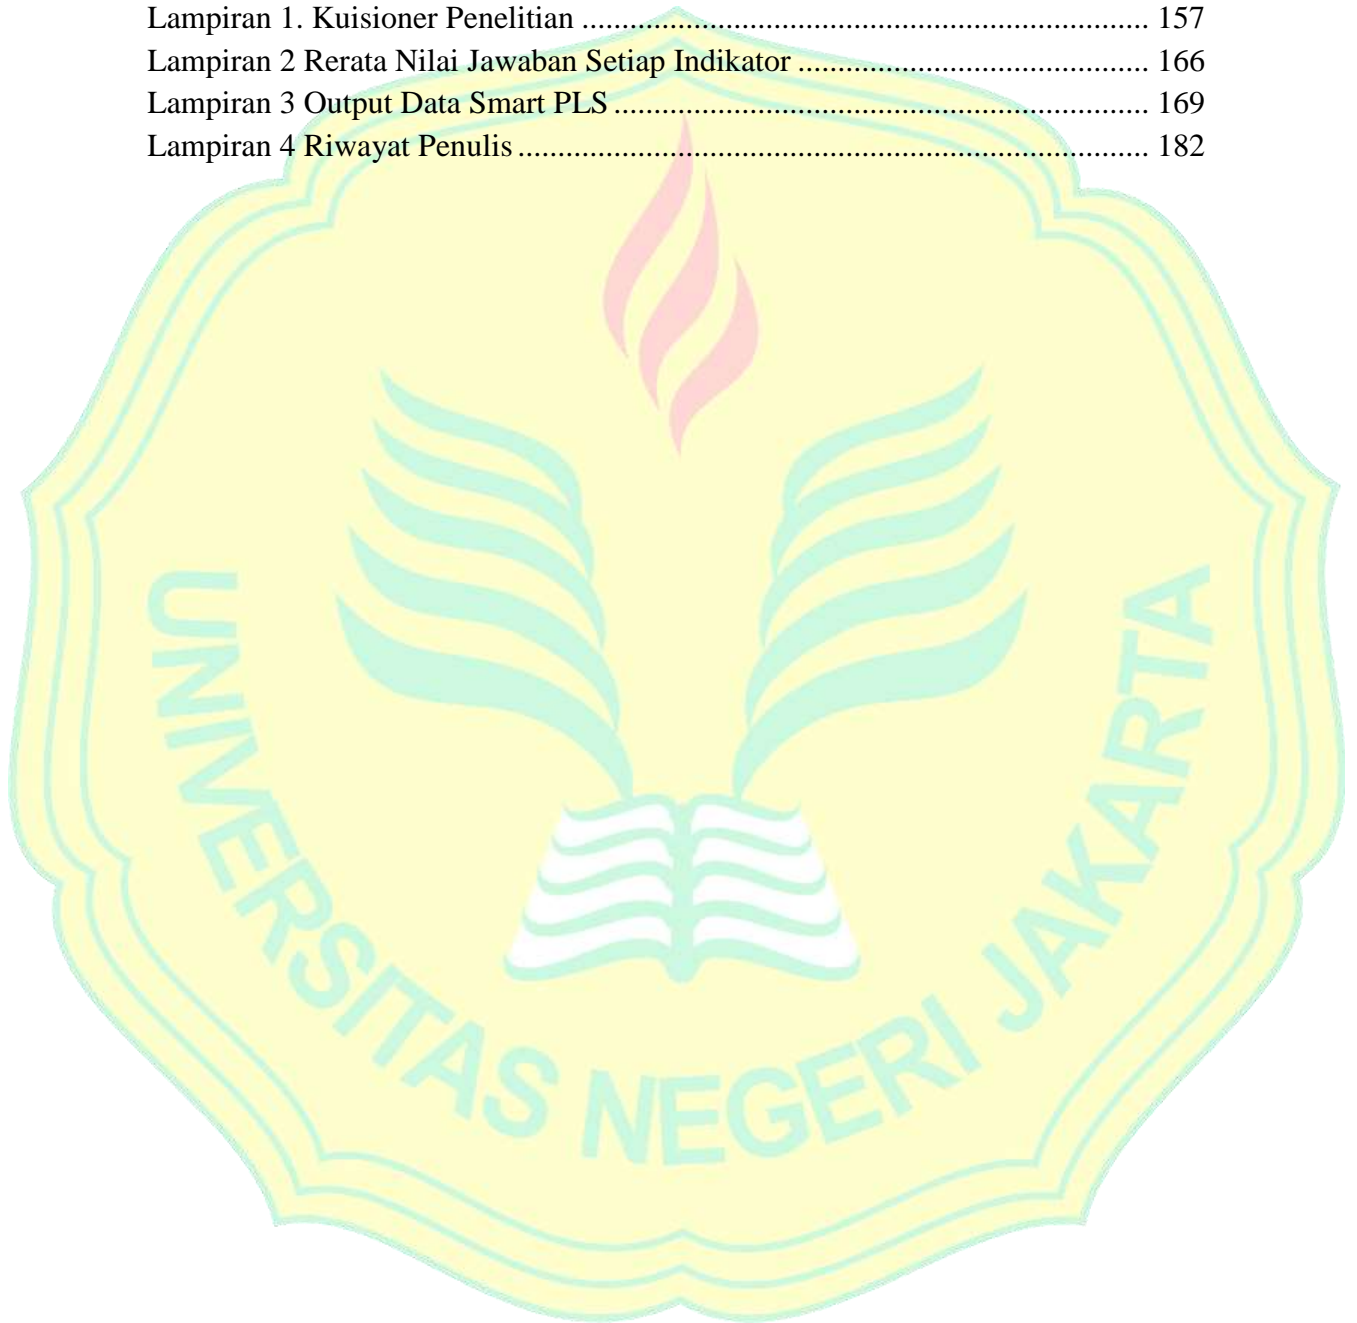 Lampiran 1. Kuisioner Penelitian ........................................................................ 157
Lampiran 2 Rerata Nilai Jawaban Setiap Indikator ............................................. 166
Lampiran 3 Output Data Smart PLS .................................................................... 169
Lampiran 4 Riwayat Penulis ................................................................................ 182
UNIVERSITAS NEGERI JAKARTA